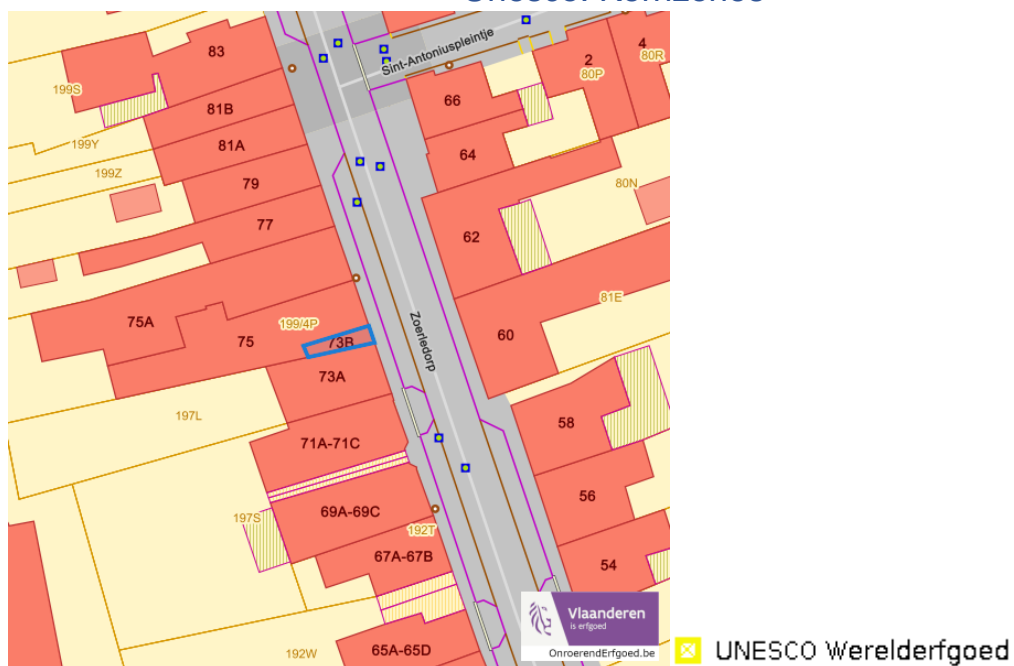 83
Sint-Antoniuspleintje
2
4
80R
80P
199S
66
81B
199Y
81A
64
199Z
79
80N
77
62
81E
75A
199/4P
Zoerledorp
75
73B
60
73A
197L
58
71A-71C
56
69A-69C
197S
192T
67A-67B
54
Vlaanderen
is erfgoed
OnroerendErfgoed.be
65A-65D
192W
UNESCO Werelderfgoed